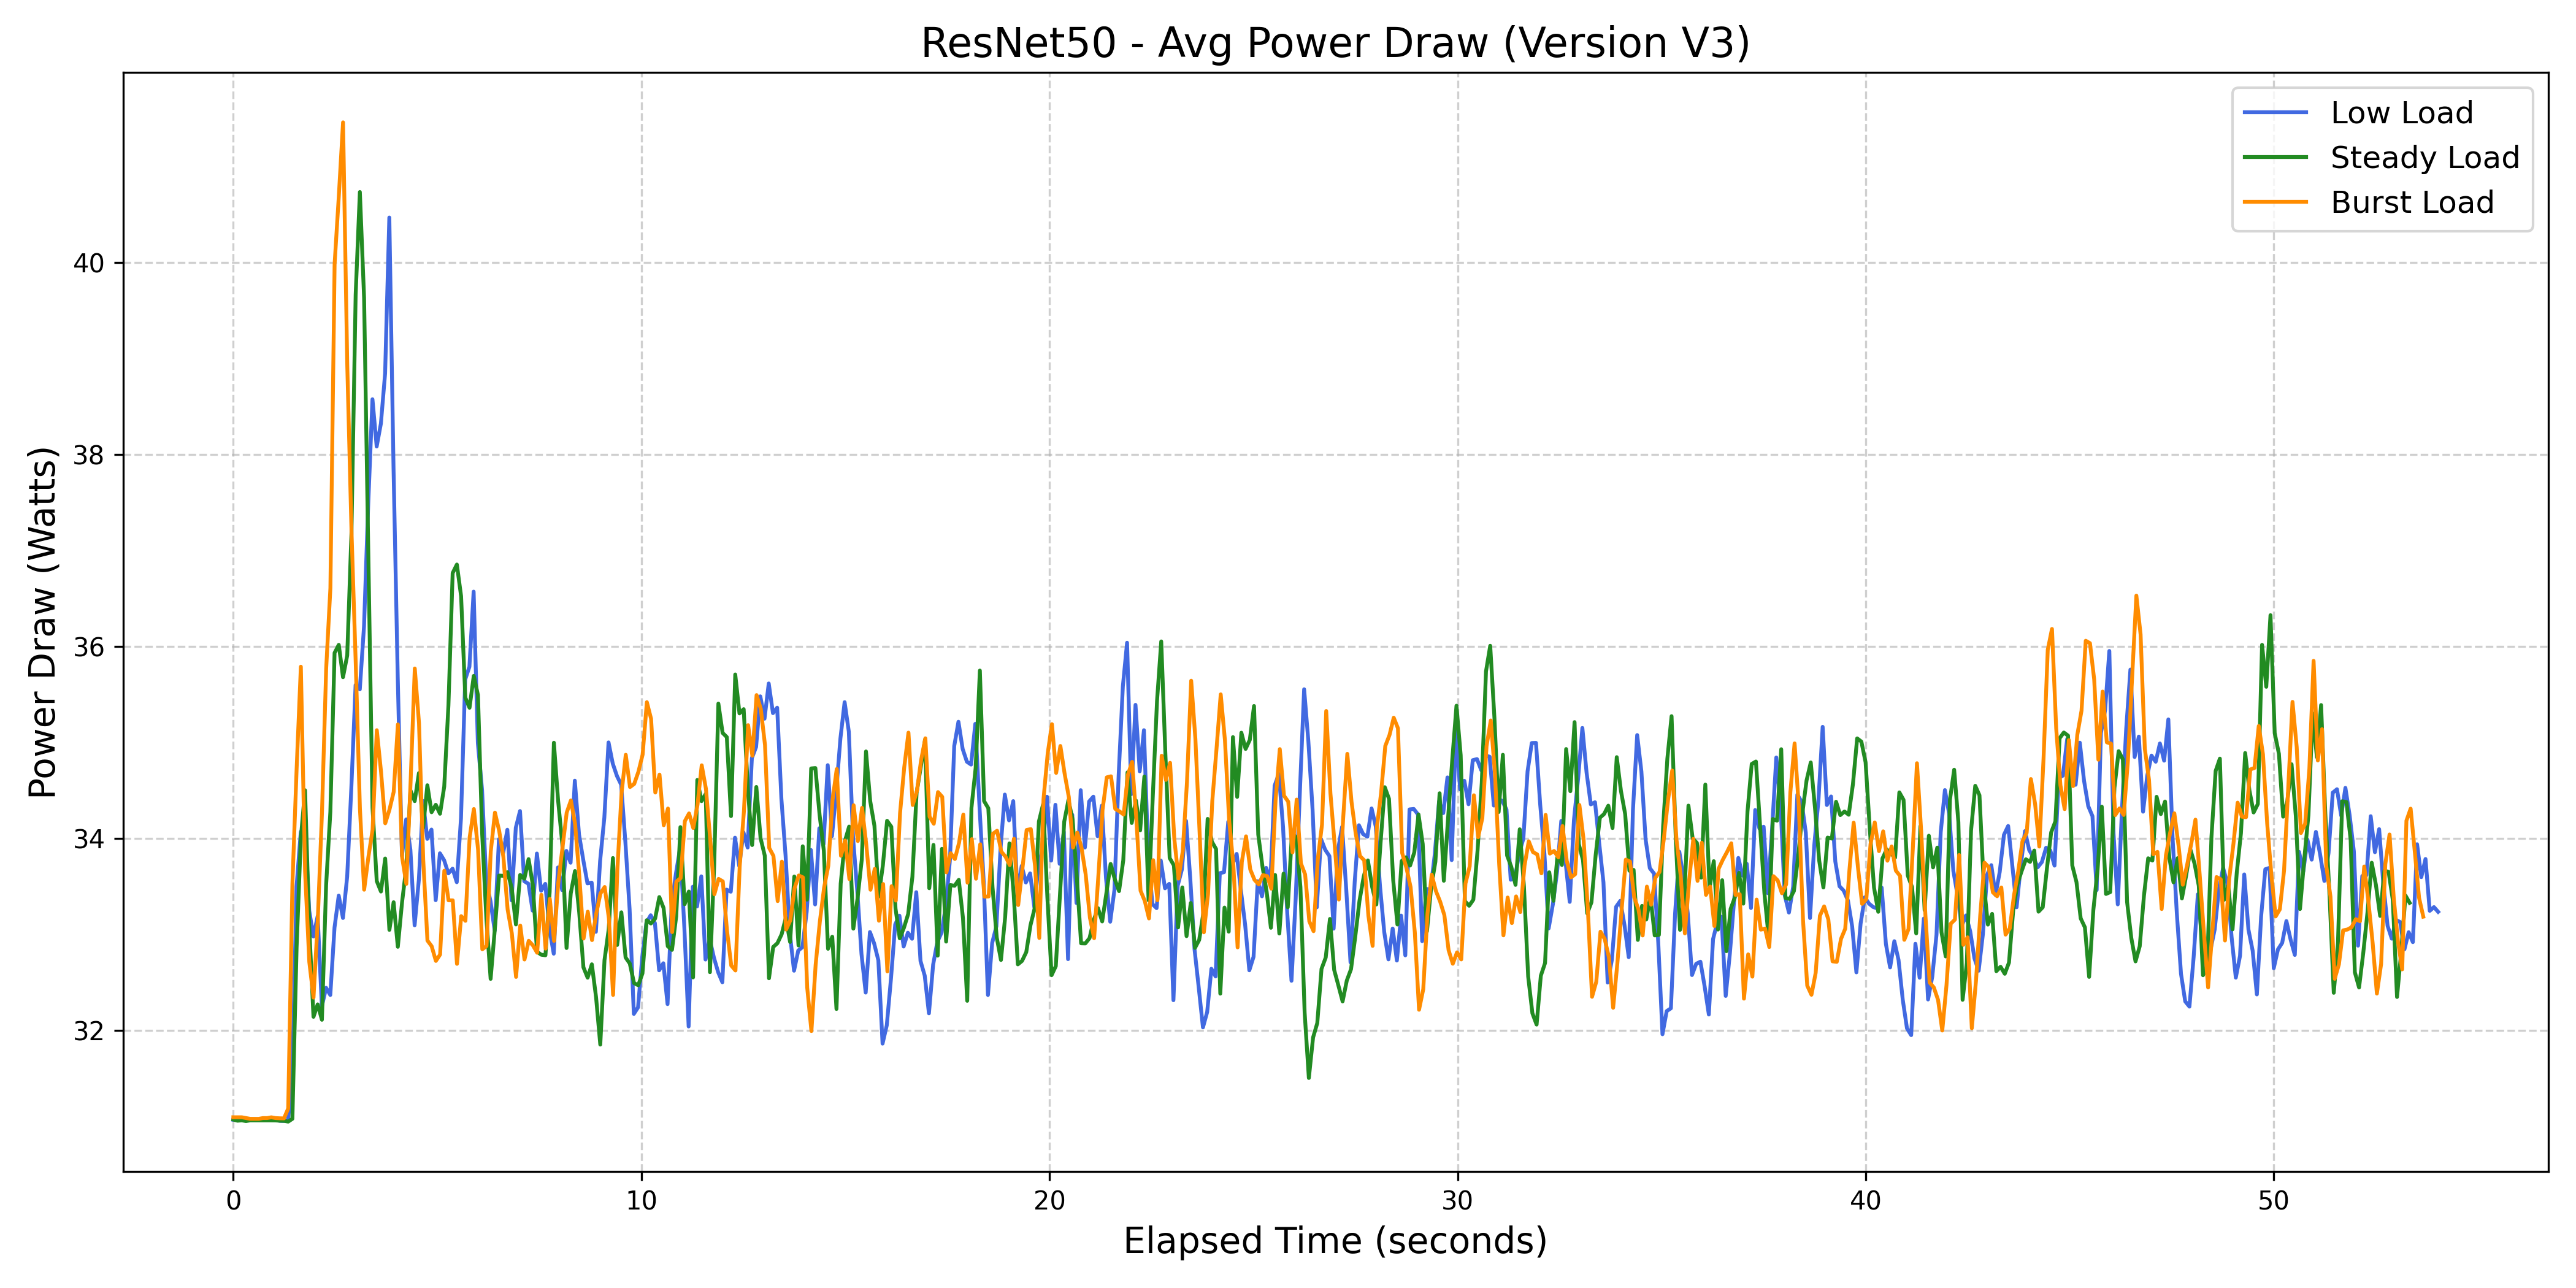 ResNet50 - Avg Power Draw (Version V3)
Low Load
Steady Load
Burst Load
Power Draw (Watts)
40
38
36
34
32
0 10 20 30 40 50
Elapsed Time (seconds)